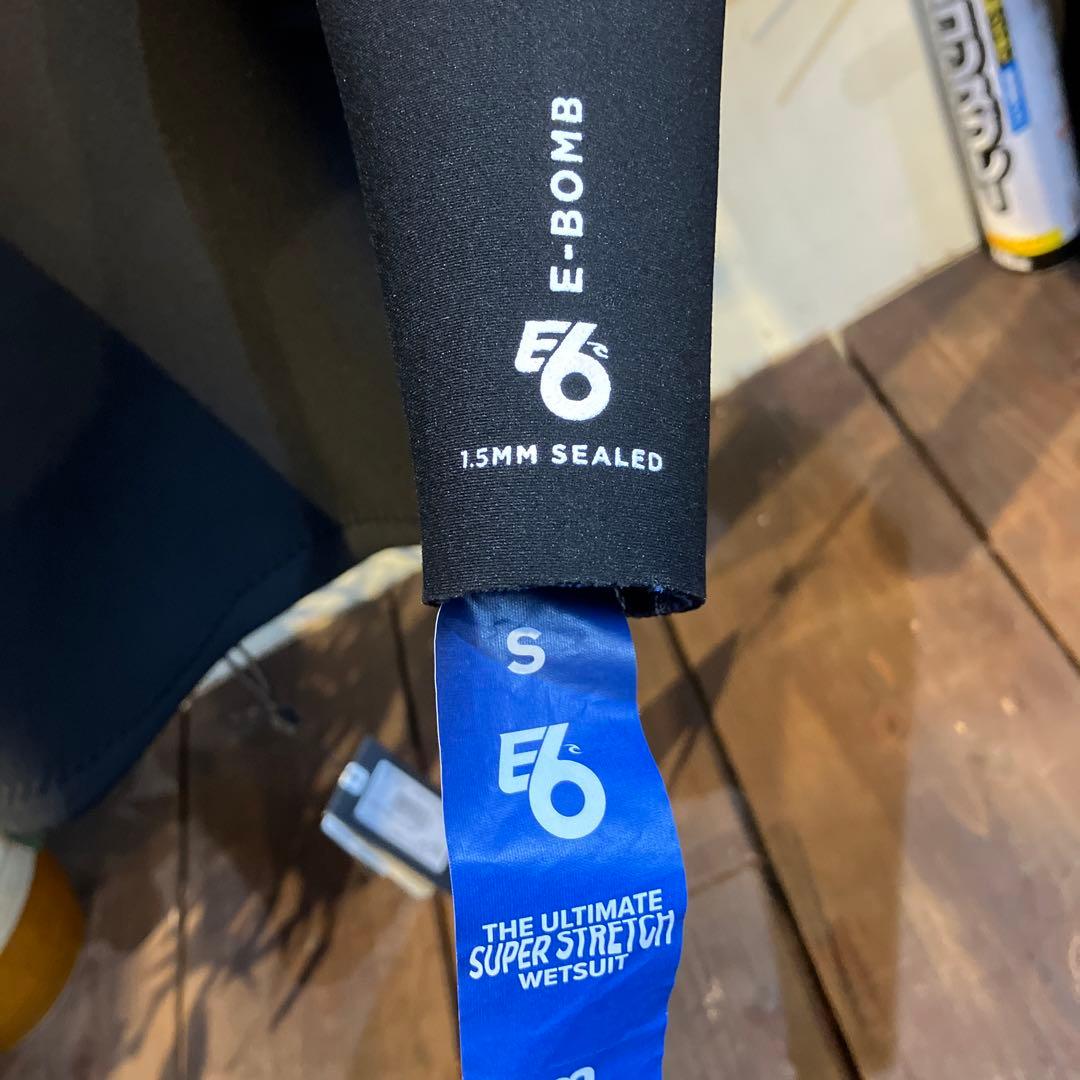 E-BOMB
E6
1.5MM SEALED
S
E6
THE ULTIMATE
SUPER STRETCH
WETSUIT